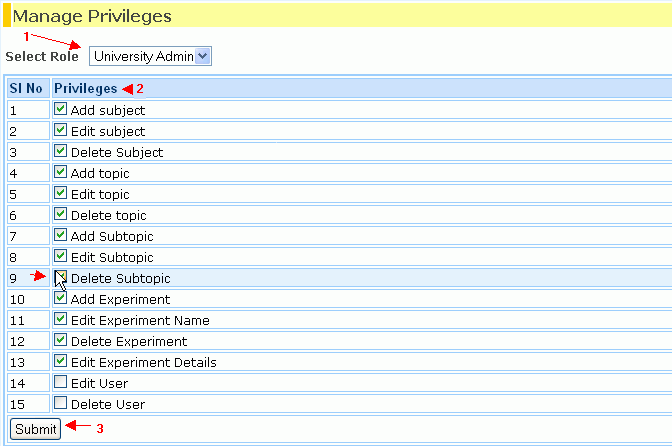 Manage Privileges
1
Select Role University Admin
Sl No Privileges 2
1 Add subject
2 Edit subject
3 Delete Subject
4 Add topic
5 Edit topic
6 Delete topic
7 Add Subtopic
8 Edit Subtopic
9 Delete Subtopic
10 Add Experiment
11 Edit Experiment Name
12 Delete Experiment
13 Edit Experiment Details
14 Edit User
15 Delete User
Submit 3